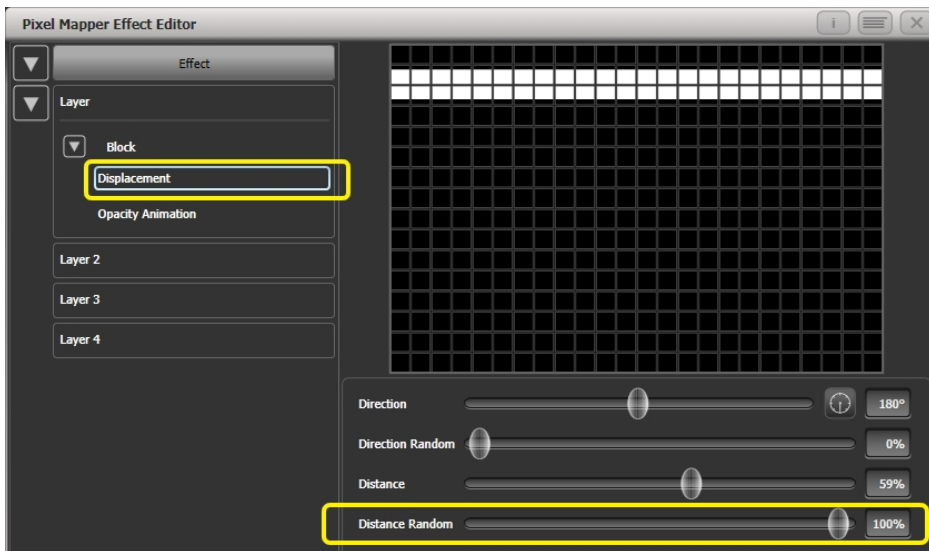 Pixel Mapper Effect Editor
i
Effect
Layer
Block
Displacement
Opacity Animation
Layer 2
Layer 3
Layer 4
Direction 180°
Direction Random 0%
Distance 59%
Distance Random 100%